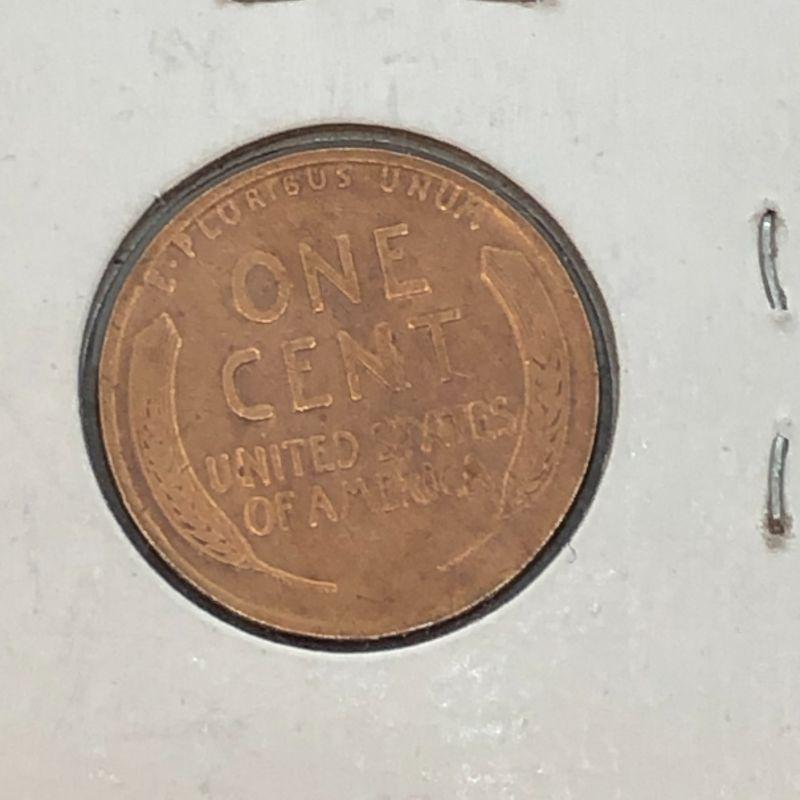 E·PLURIBUS UNUM
ONE
CENT
UNITED STATES
OF AMERICA